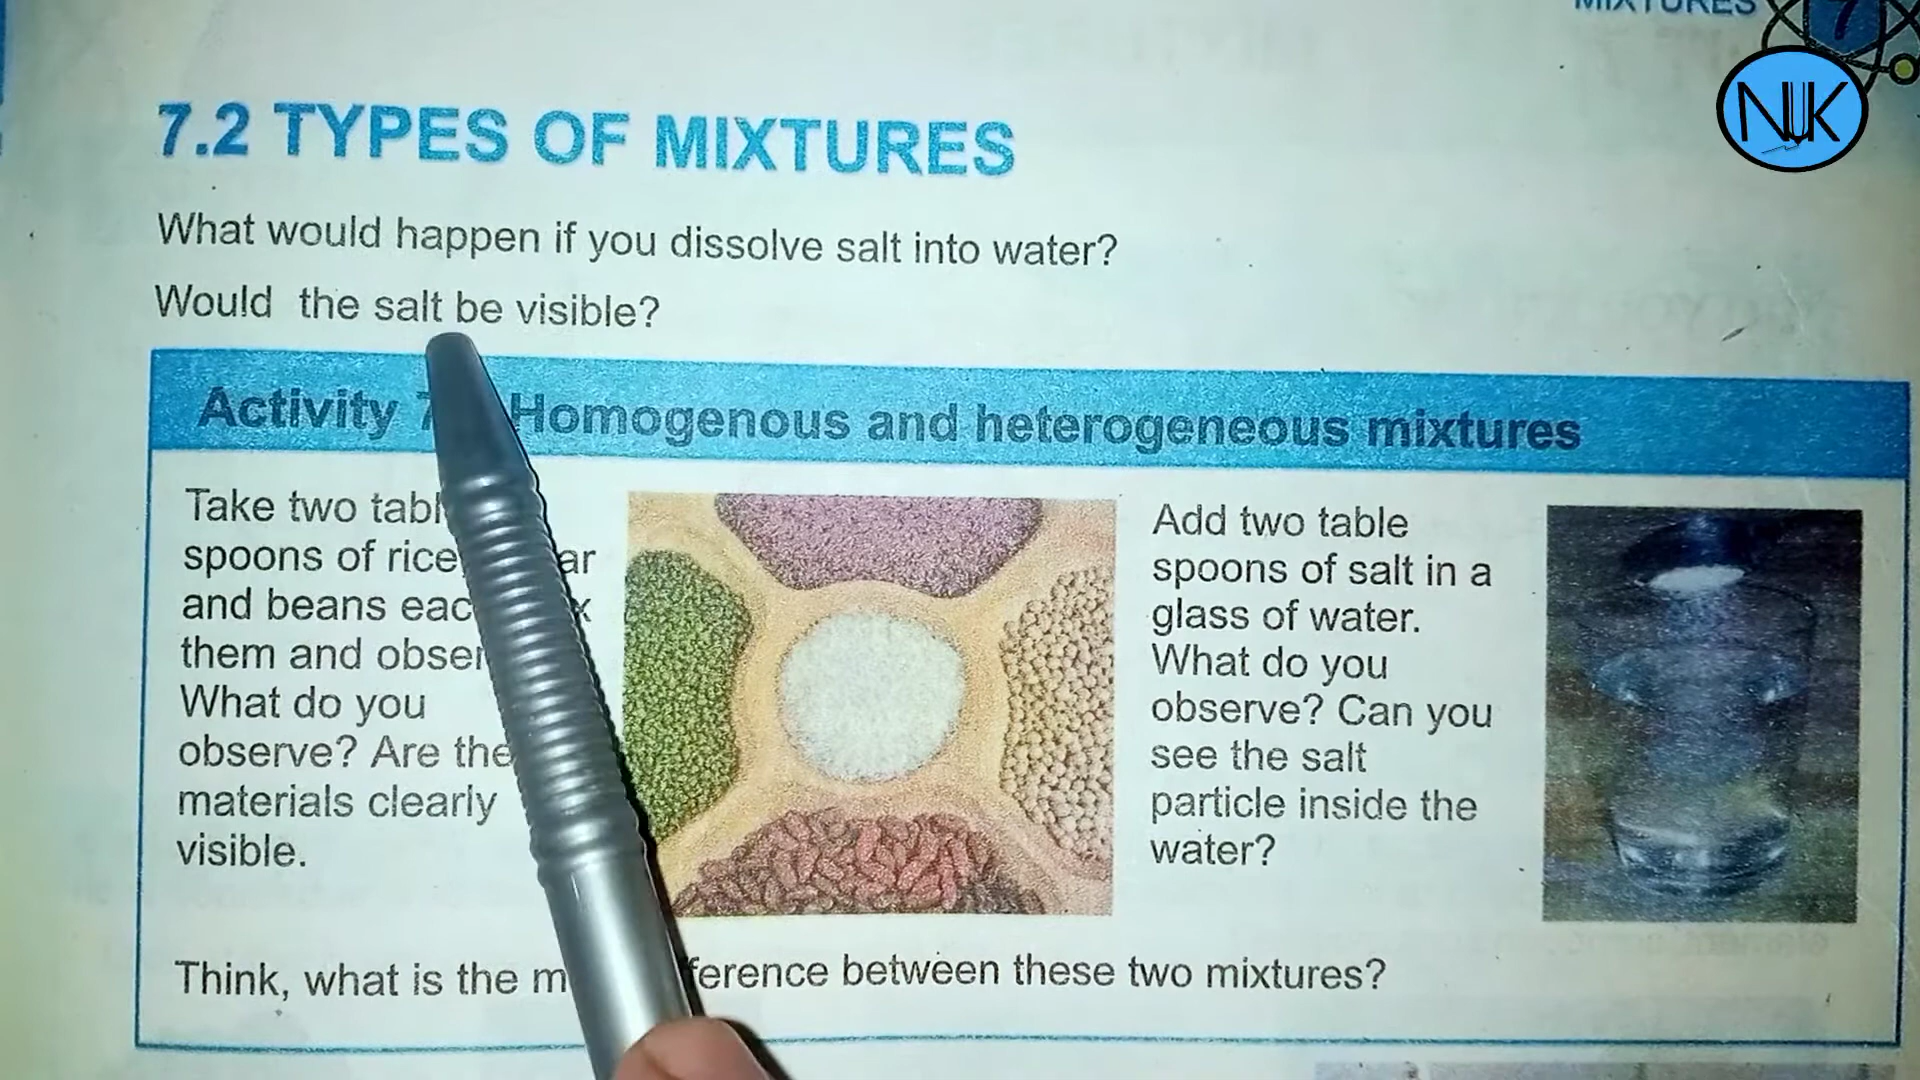 MIXTURES 7
NUK
7.2 TYPES OF MIXTURES
What would happen if you dissolve salt into water?
Would the salt be visible?
Activity Homogenous and heterogeneous mixtures
Take two
spoons of rice
and beans
them and
What do you
observe? Are
materials clearly
visible.
Add two table
spoons of salt in a
glass of water.
What do you
observe? Can you
see the salt
particle inside the
water?
Think, what is the between these two mixtures?